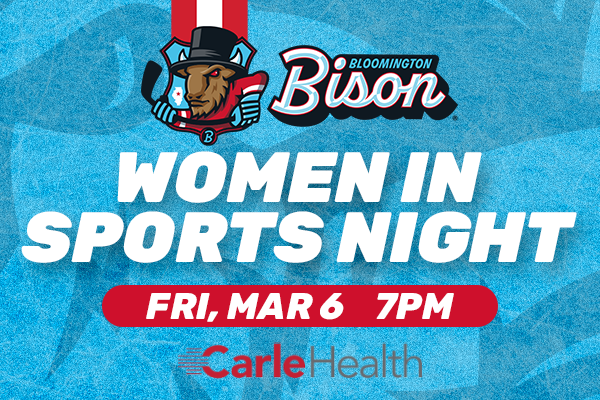 BLOOMINGTON
Bison
B
WOMEN IN
SPORTS NIGHT
FRI, MAR 6 7PM
CarleHealth